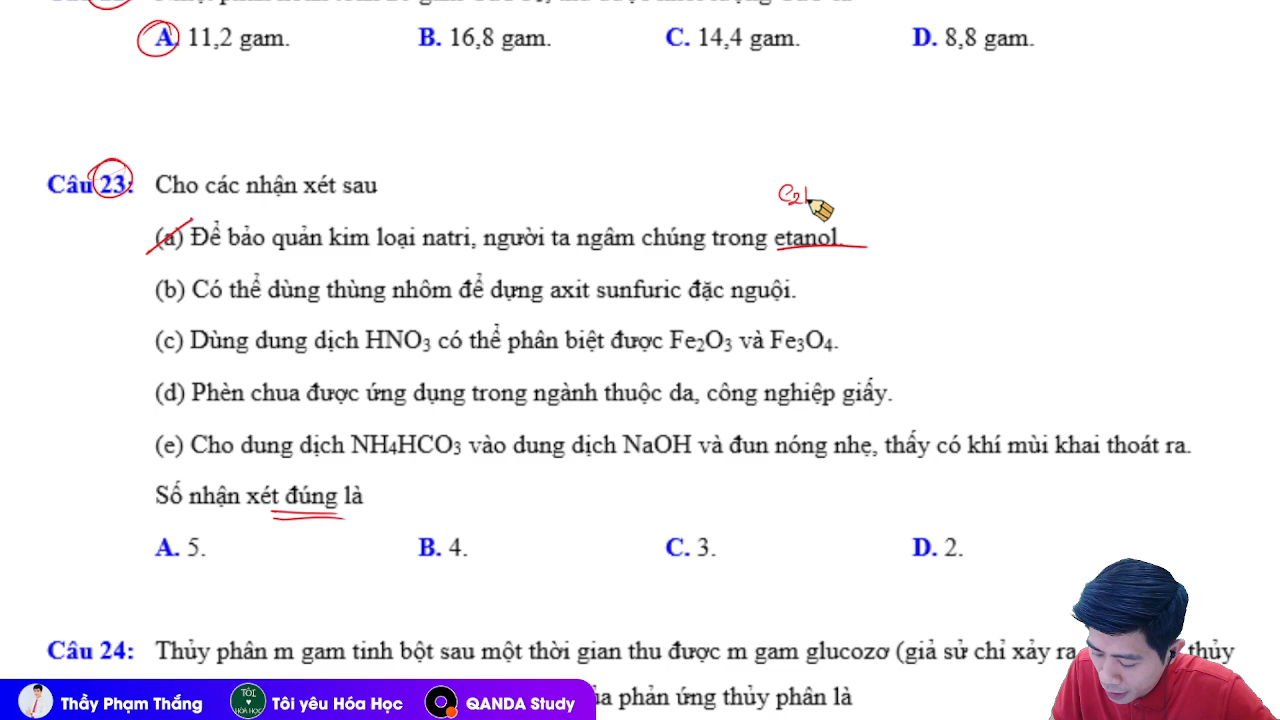 A. 11,2 gam. B. 16,8 gam. C. 14,4 gam. D. 8,8 gam.
Câu 23: Cho các nhận xét sau
C2
(a) Để bảo quản kim loại natri, người ta ngâm chúng trong etanol.
(b) Có thể dùng thùng nhôm để đựng axit sunfuric đặc nguội.
(c) Dùng dung dịch HNO3 có thể phân biệt được Fe2O3 và Fe3O4.
(d) Phèn chua được ứng dụng trong ngành thuộc da, công nghiệp giấy.
(e) Cho dung dịch NH4HCO3 vào dung dịch NaOH và đun nóng nhẹ, thấy có khí mùi khai thoát ra.
Số nhận xét đúng là
A. 5. B. 4. C. 3. D. 2.
Câu 24: Thủy phân m gam tinh bột sau một thời gian thu được m gam glucozơ (giả sử chỉ xảy ra thủy
của phản ứng thủy phân là
Thầy Phạm Thắng
TÔI ♥ HÓA HỌC
Tôi yêu Hóa Học
QANDA Study